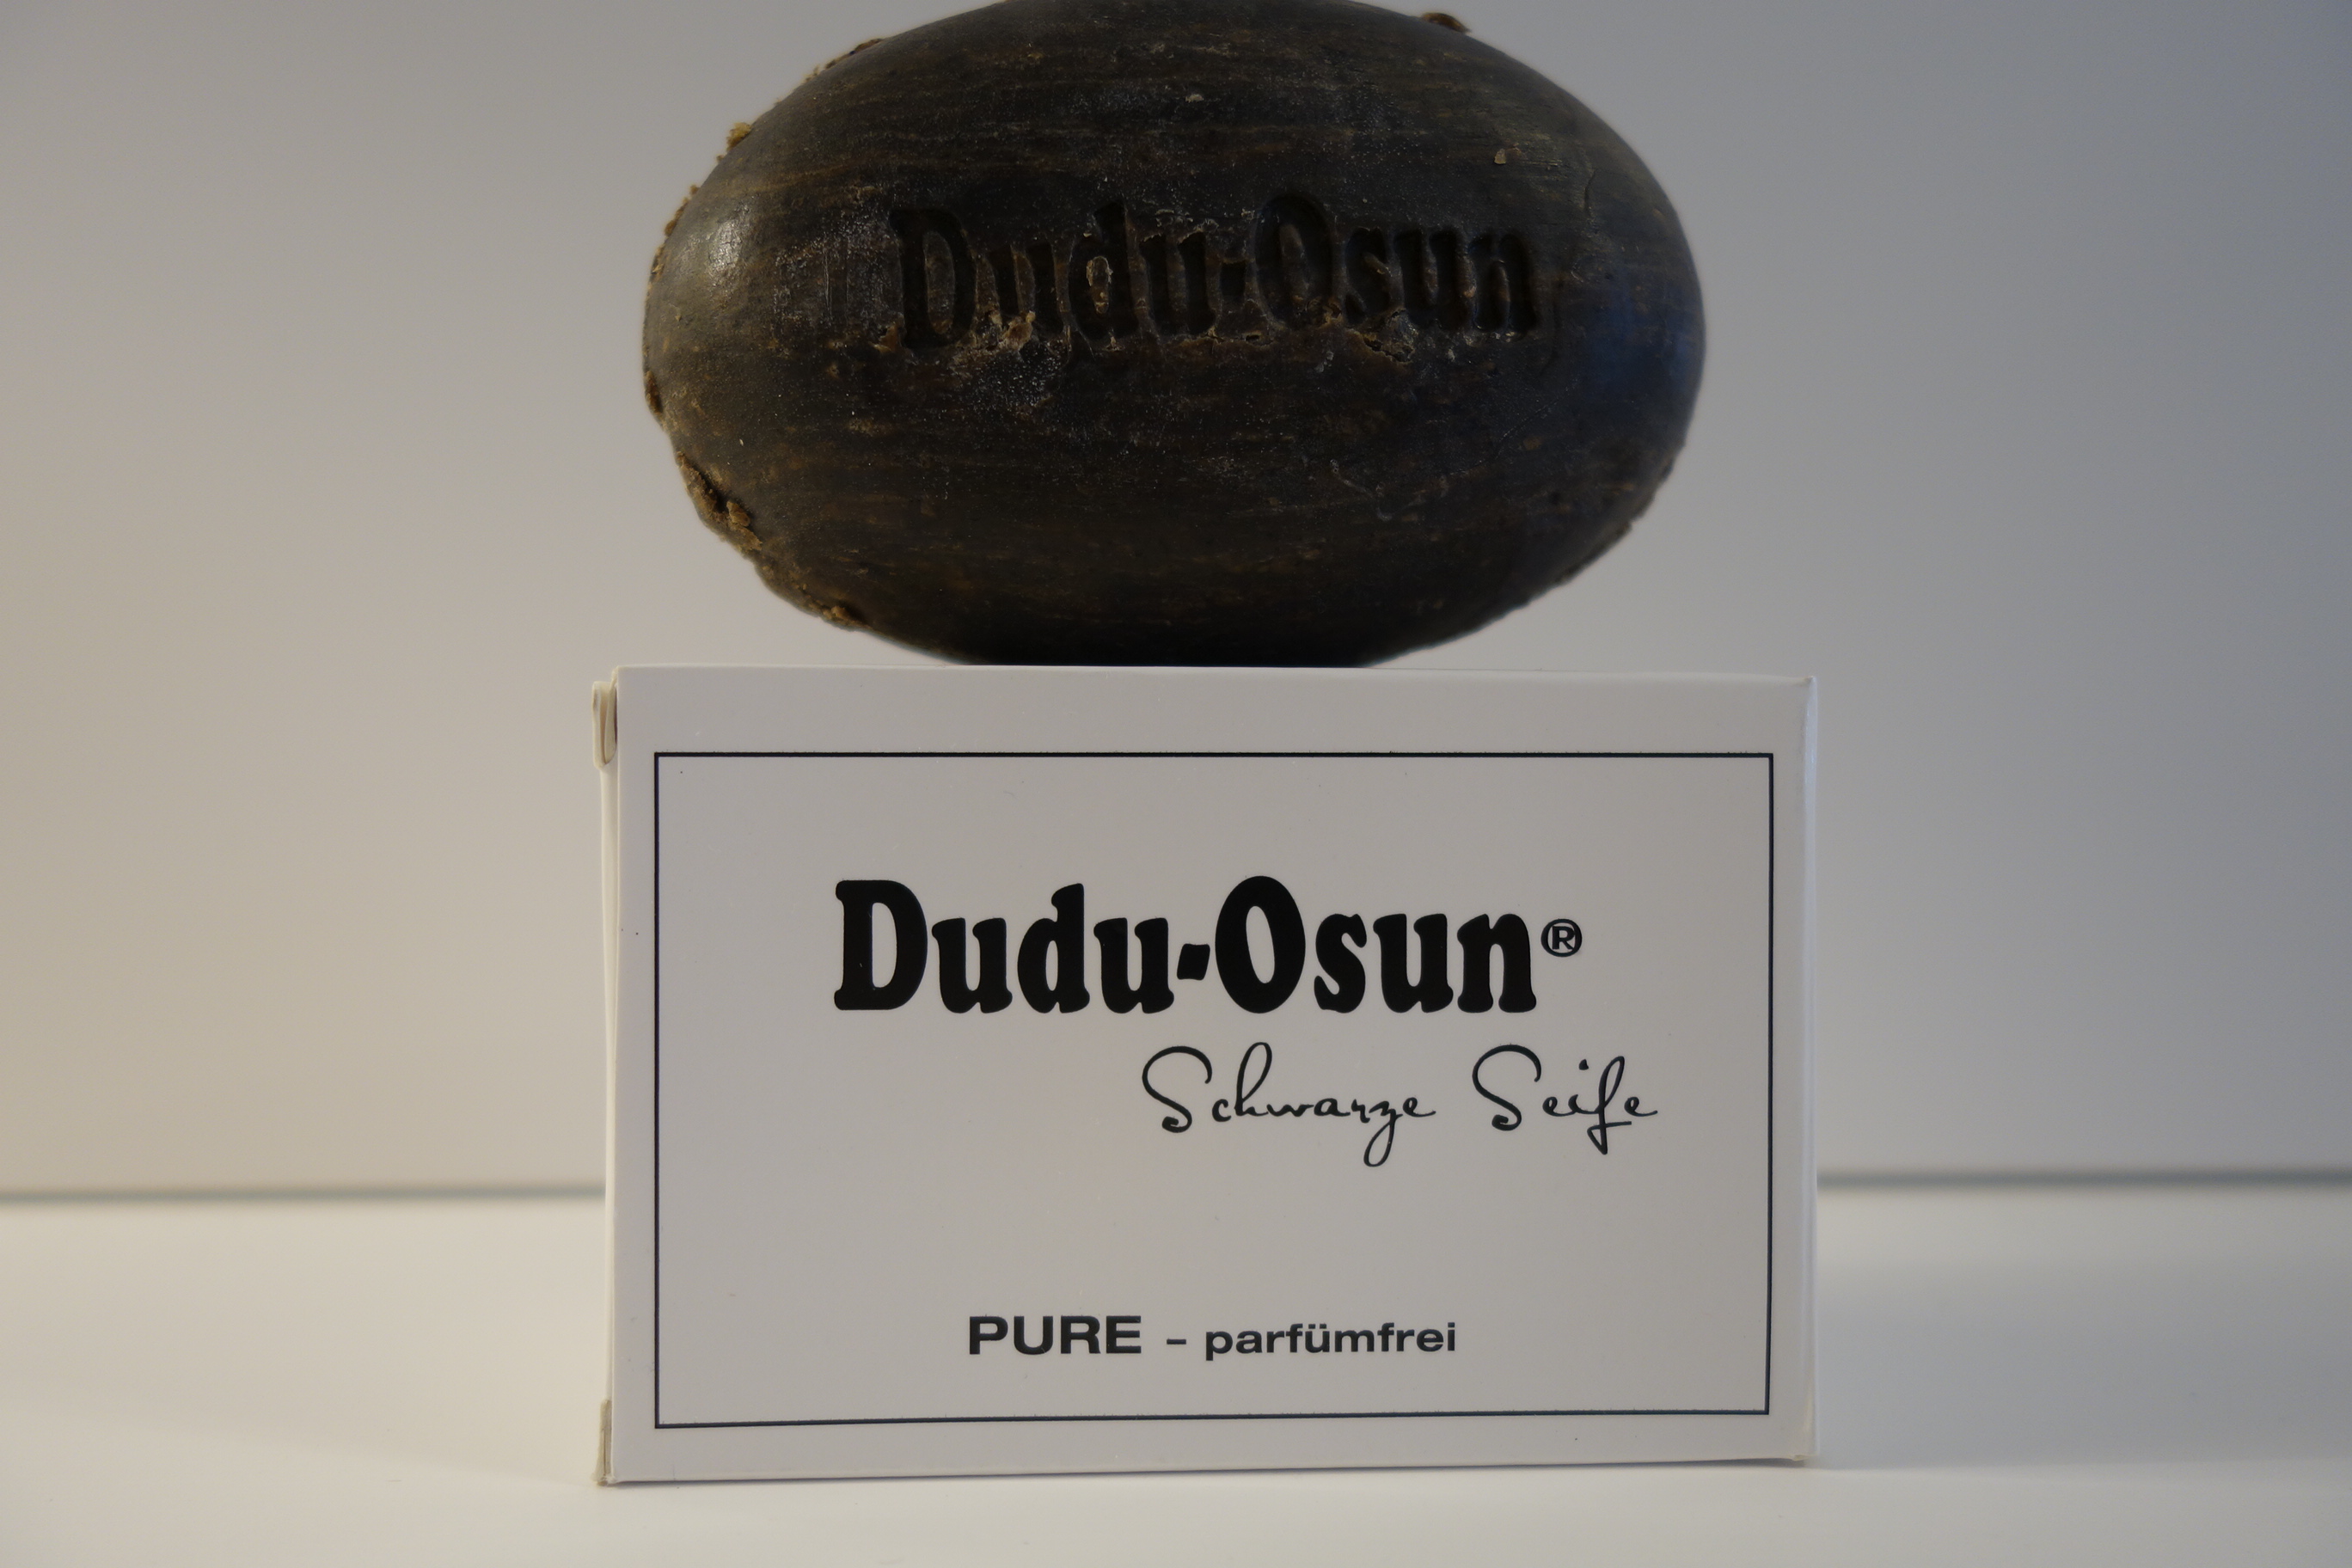 Dudu-Osun
Dudu-Osun®
Schwarze Seife
PURE - parfümfrei